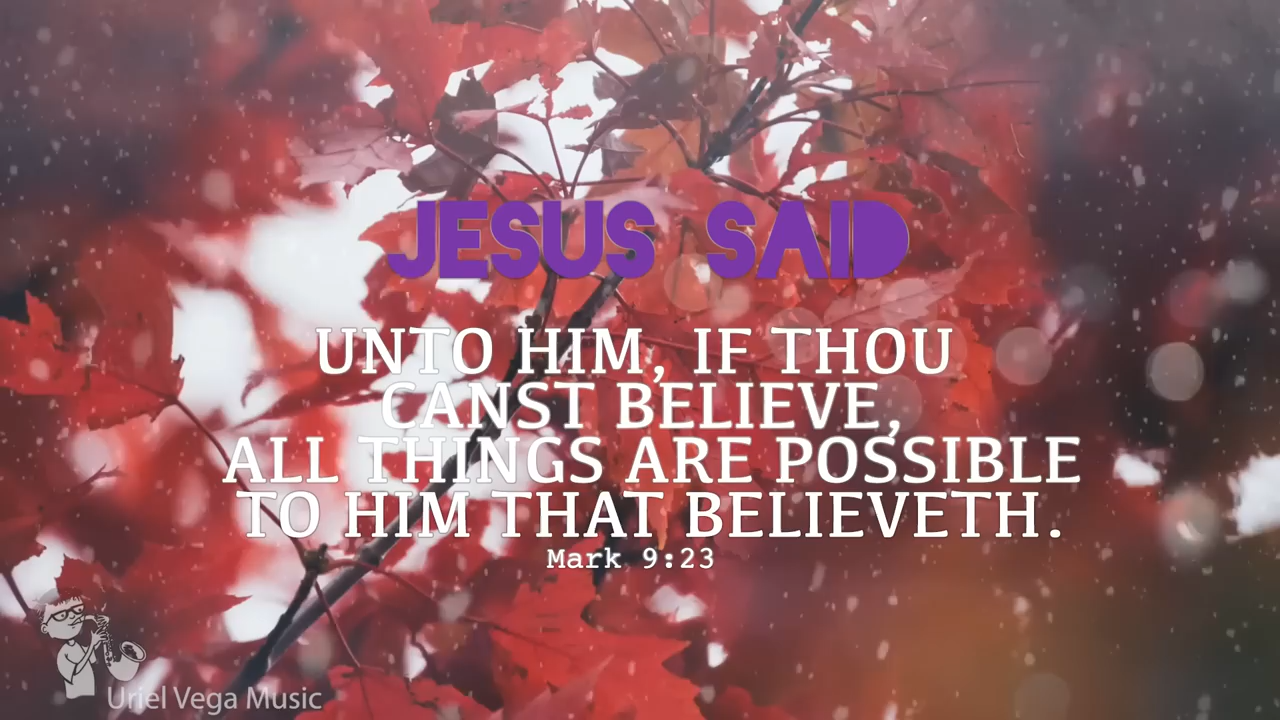 JESUS SAID
UNTO HIM, IF THOU
CANST BELIEVE,
ALL THINGS ARE POSSIBLE
TO HIM THAT BELIEVETH.
Mark 9:23
Uriel Vega Music